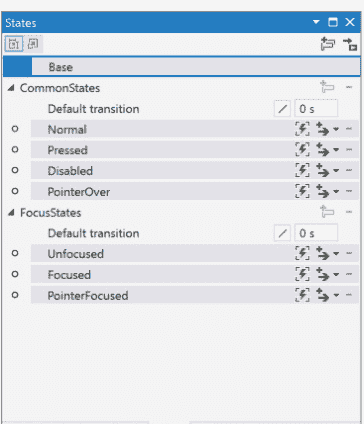 States
Base
CommonStates
Default transition 0 s
Normal
Pressed
Disabled
PointerOver
FocusStates
Default transition 0 s
Unfocused
Focused
PointerFocused